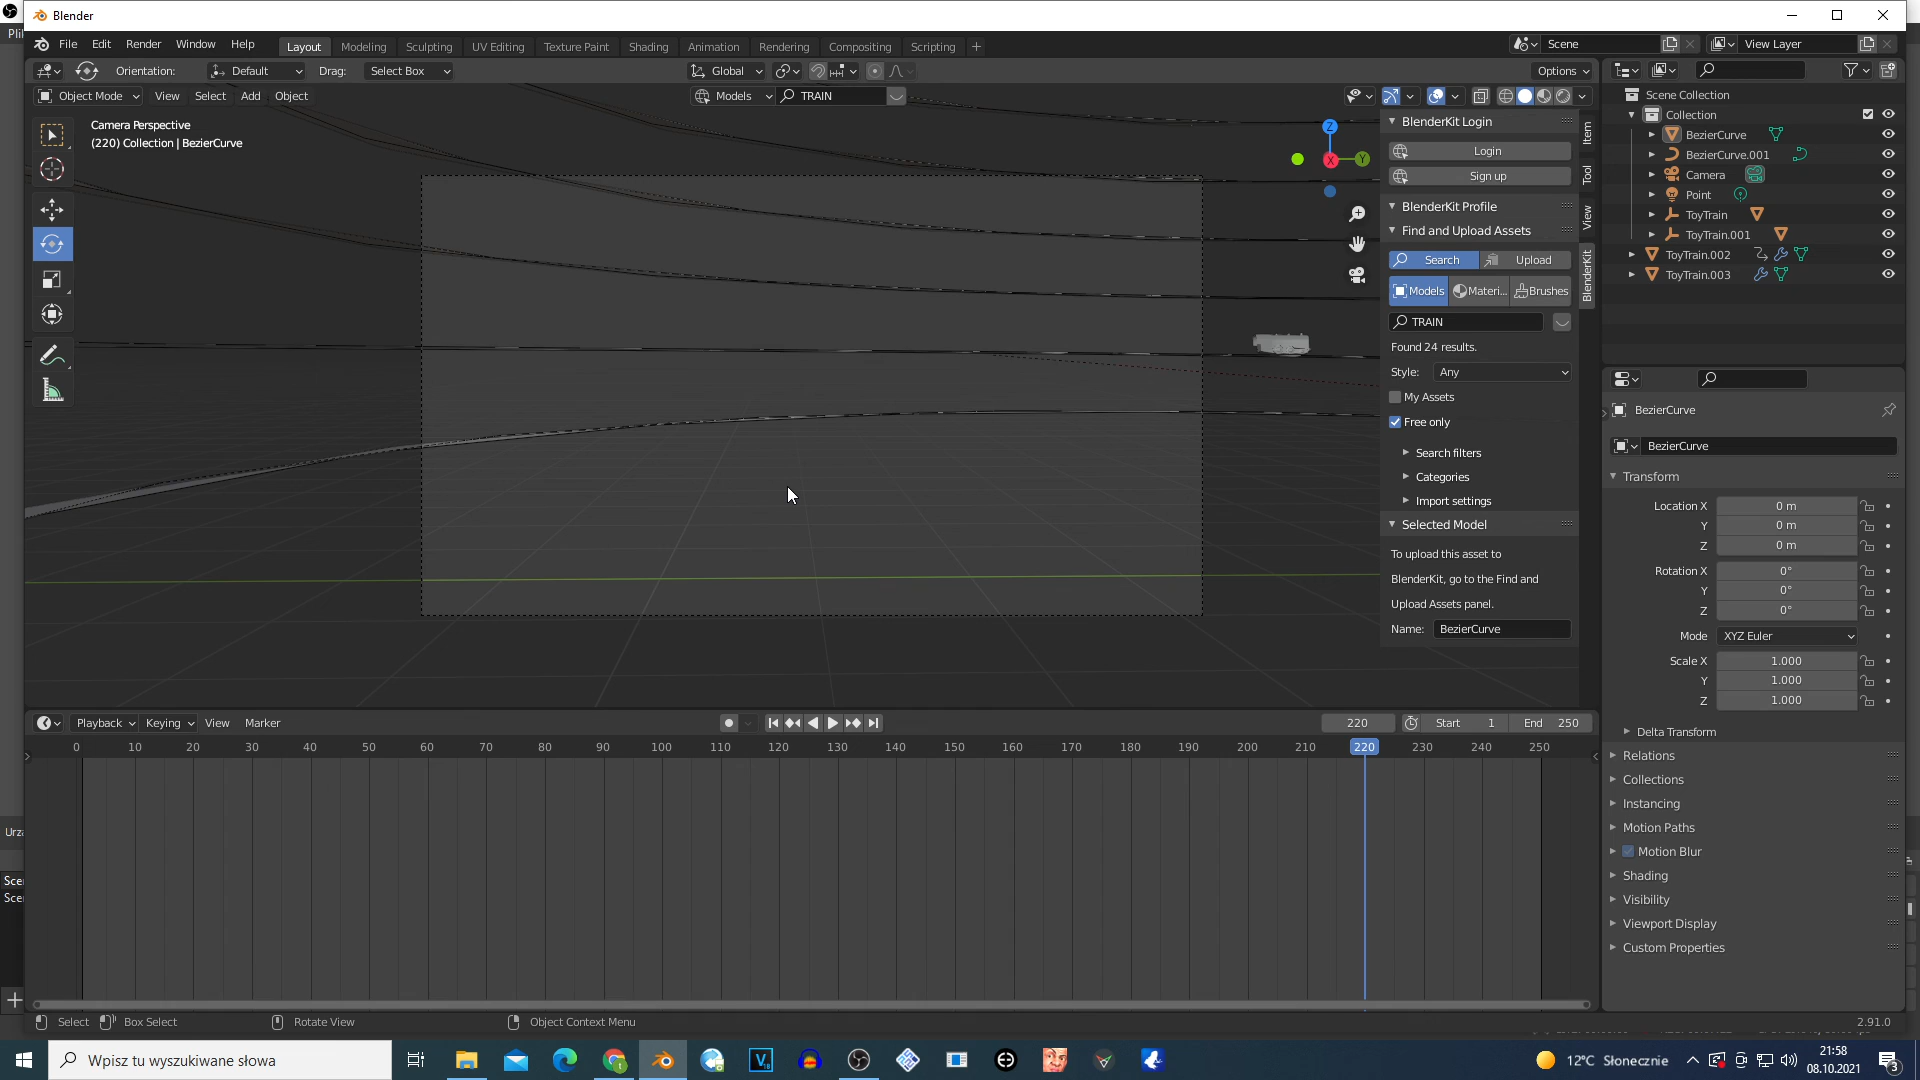 Blender
Plik
File Edit Render Window Help Layout Modeling Sculpting UV Editing Texture Paint Shading Animation Rendering Compositing Scripting + Scene View Layer
Orientation: Default Drag: Select Box Global Options
Object Mode View Select Add Object Models TRAIN
Camera Perspective
(220) Collection | BezierCurve
Z
X
Y
BlenderKit Login
Login
Sign up
BlenderKit Profile
Find and Upload Assets
Search Upload
Models Materi... Brushes
TRAIN
Found 24 results.
Style: Any
My Assets
Free only
Search filters
Categories
Import settings
Selected Model
To upload this asset to
BlenderKit, go to the Find and
Upload Assets panel.
Name: BezierCurve
Item
Tool
View
BlenderKit
Scene Collection
Collection
BezierCurve
BezierCurve.001
Camera
Point
ToyTrain
ToyTrain.001
ToyTrain.002
ToyTrain.003
BezierCurve
BezierCurve
Transform
Location X 0 m
Y 0 m
Z 0 m
Rotation X 0°
Y 0°
Z 0°
Mode XYZ Euler
Scale X 1.000
Y 1.000
Z 1.000
Delta Transform
Relations
Collections
Instancing
Motion Paths
Motion Blur
Shading
Visibility
Viewport Display
Custom Properties
Playback Keying View Marker 220 Start 1 End 250
0 10 20 30 40 50 60 70 80 90 100 110 120 130 140 150 160 170 180 190 200 210 220 230 240 250
Urza
Scen
Scen
Select Box Select Rotate View Object Context Menu 2.91.0
Wpisz tu wyszukiwane słowa 12°C Słonecznie 21:58
08.10.2021
3